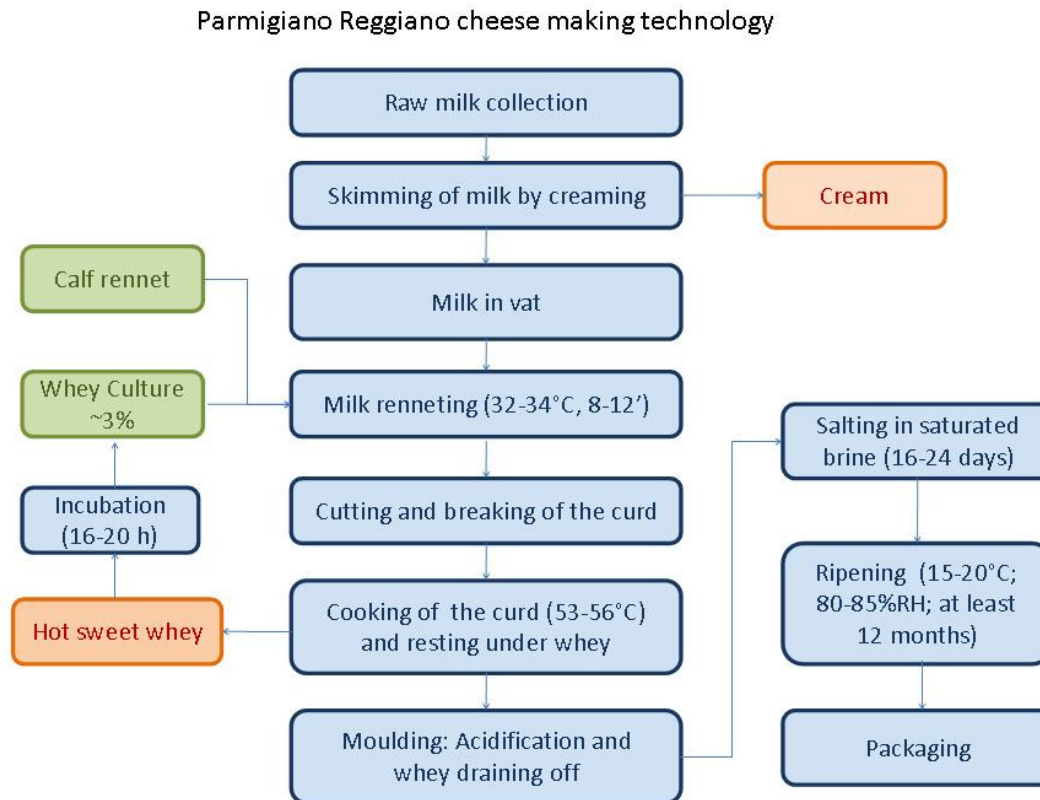 Parmigiano Reggiano cheese making technology
Raw milk collection
Skimming of milk by creaming
Cream
Calf rennet
Milk in vat
Whey Culture
~3%
Milk renneting (32-34°C, 8-12’)
Salting in saturated
brine (16-24 days)
Incubation
(16-20 h)
Cutting and breaking of the curd
Ripening (15-20°C;
80-85%RH; at least
12 months)
Hot sweet whey
Cooking of the curd (53-56°C)
and resting under whey
Moulding: Acidification and
whey draining off
Packaging